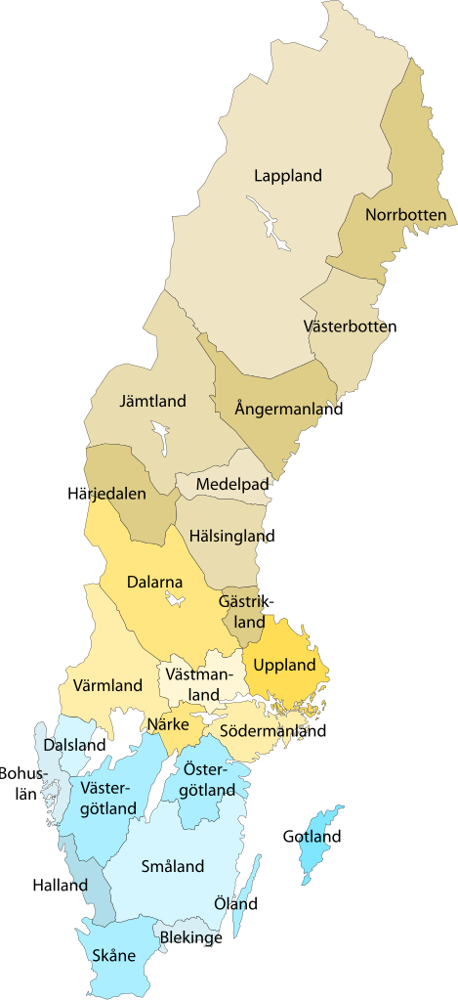 Lappland
Norrbotten
Västerbotten
Jämtland
Ångermanland
Medelpad
Härjedalen
Hälsingland
Dalarna
Gästrik-
land
Uppland
Västman-
land
Värmland
Närke
Södermanland
Dalsland
Bohus-
län
Väster-
götland
Öster-
götland
Gotland
Småland
Halland
Öland
Blekinge
Skåne